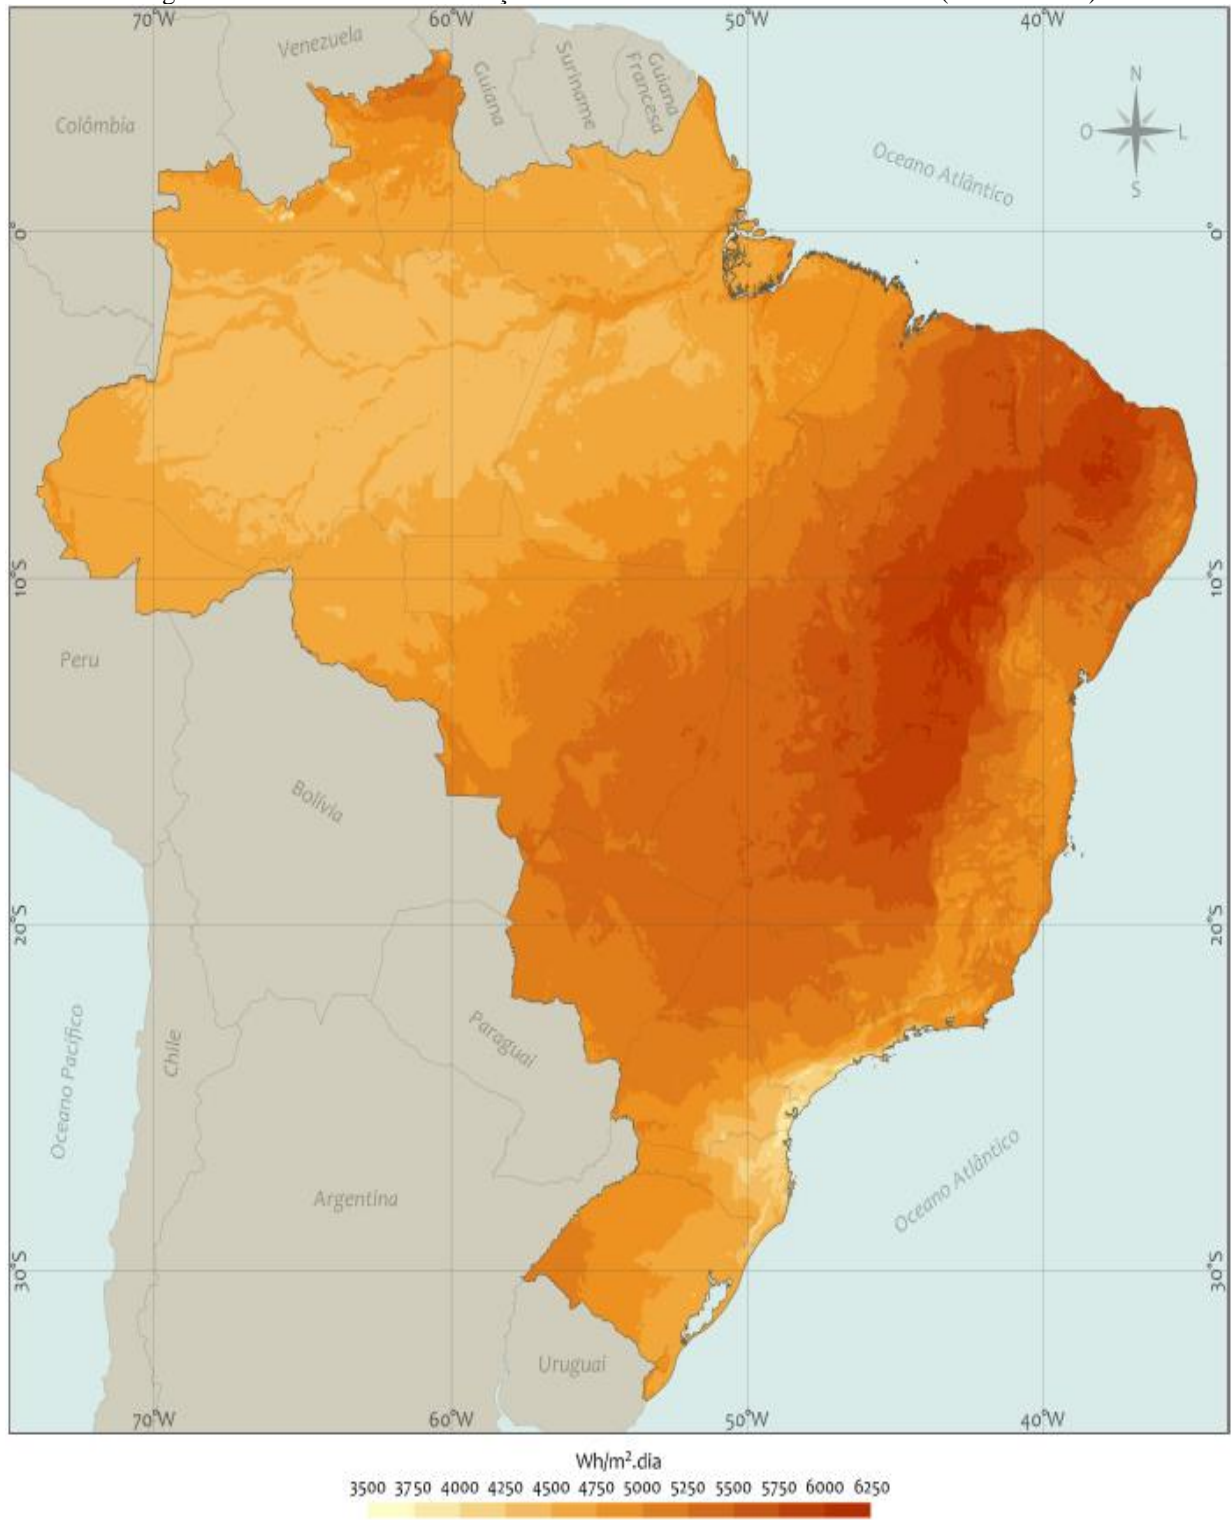 70°W 60°W 50°W 40°W
Venezuela
Guiana
Suriname
Guiana
Francesa
Colômbia
N
O L
S
Oceano Atlântico
0° 0°
10°S 10°S
Peru
Bolívia
20°S 20°S
Oceano Pacífico
Chile
Paraguai
Argentina
Oceano Atlântico
30°S 30°S
Uruguai
70°W 60°W 50°W 40°W
Wh/m².dia
3500 3750 4000 4250 4500 4750 5000 5250 5500 5750 6000 6250